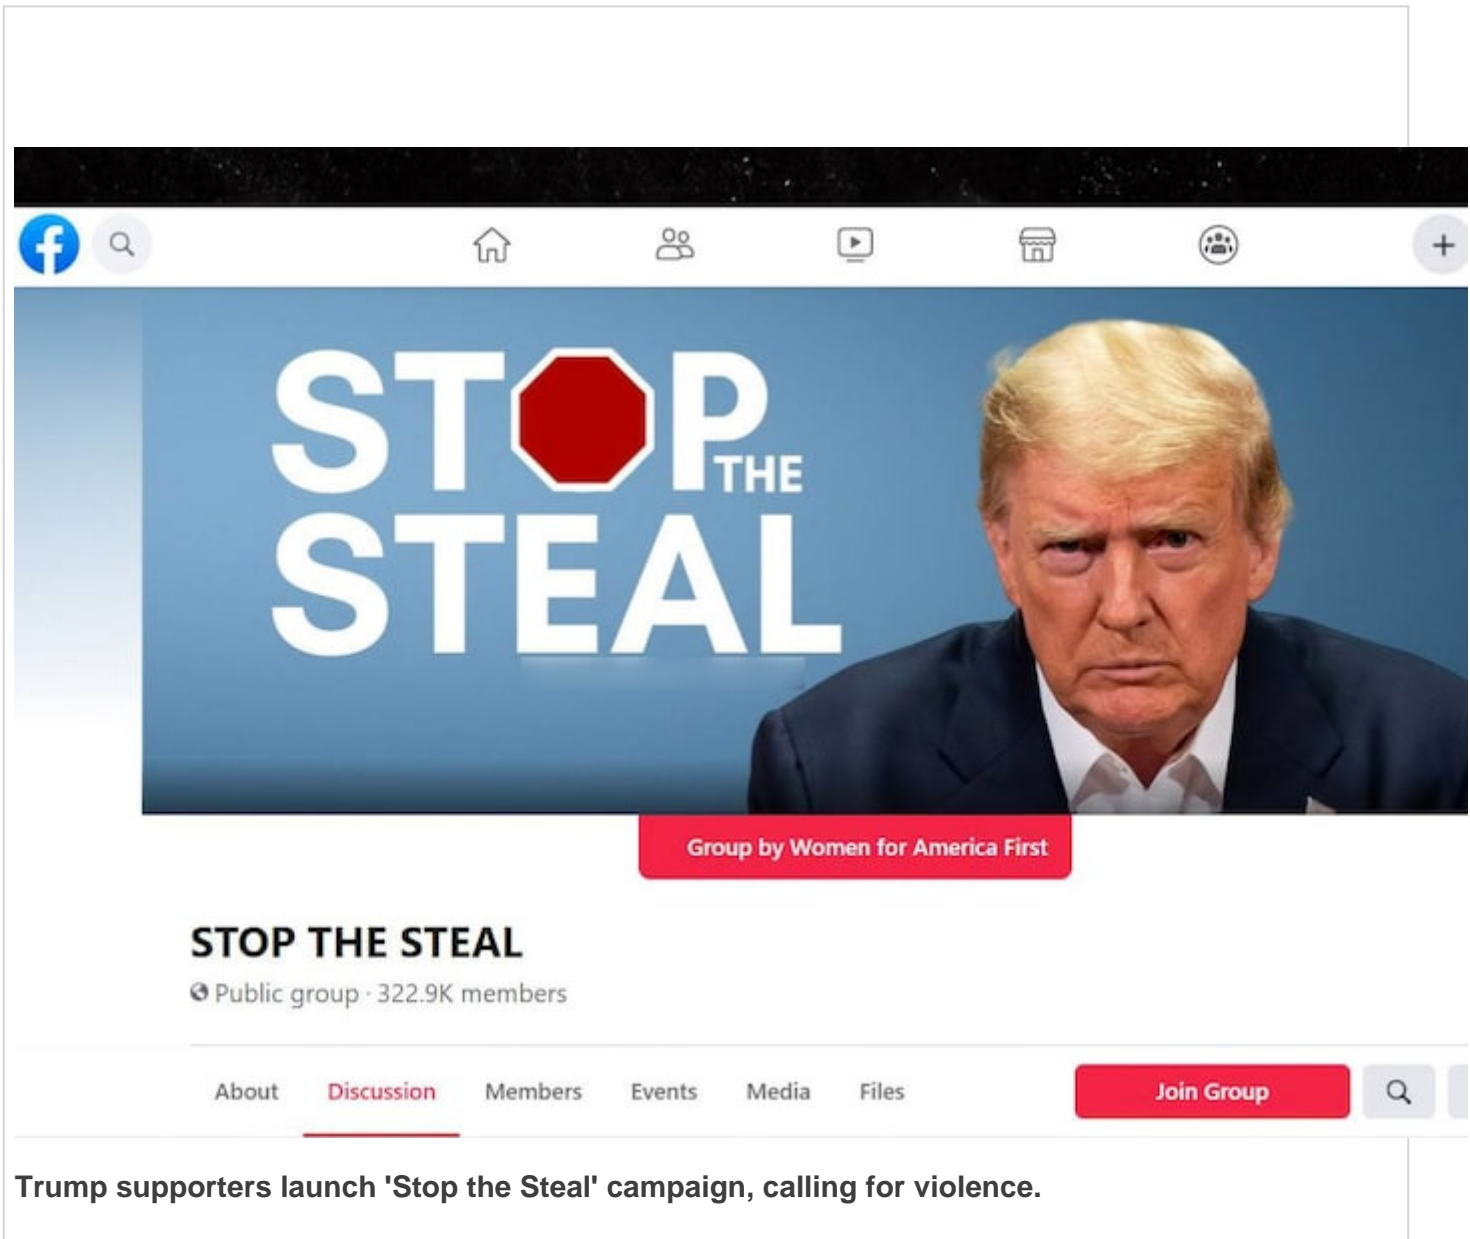 STOP
THE
STEAL
Group by Women for America First
STOP THE STEAL
Public group · 322.9K members
About Discussion Members Events Media Files Join Group
Trump supporters launch 'Stop the Steal' campaign, calling for violence.